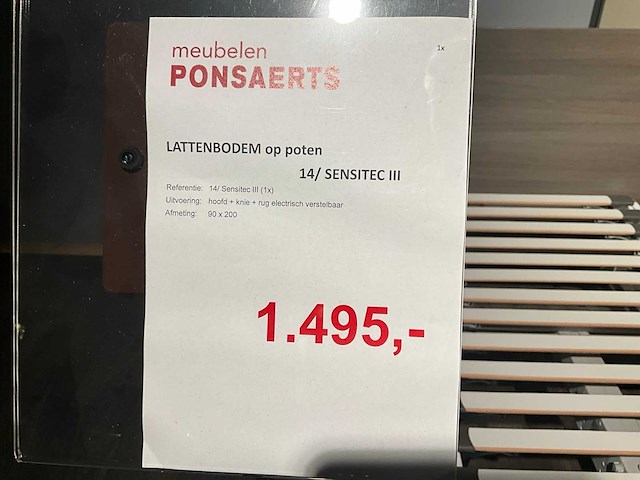 meubelen
PONSAERTS
1x
LATTENBODEM op poten
14/ SENSITEC III
Referentie: 14/ Sensitec III (1x)
Uitvoering: hoofd + knie + rug electrisch verstelbaar
Afmeting: 90 x 200
1.495,-